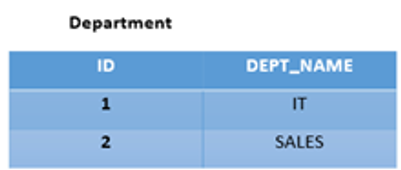 Department
ID DEPT_NAME
1 IT
2 SALES